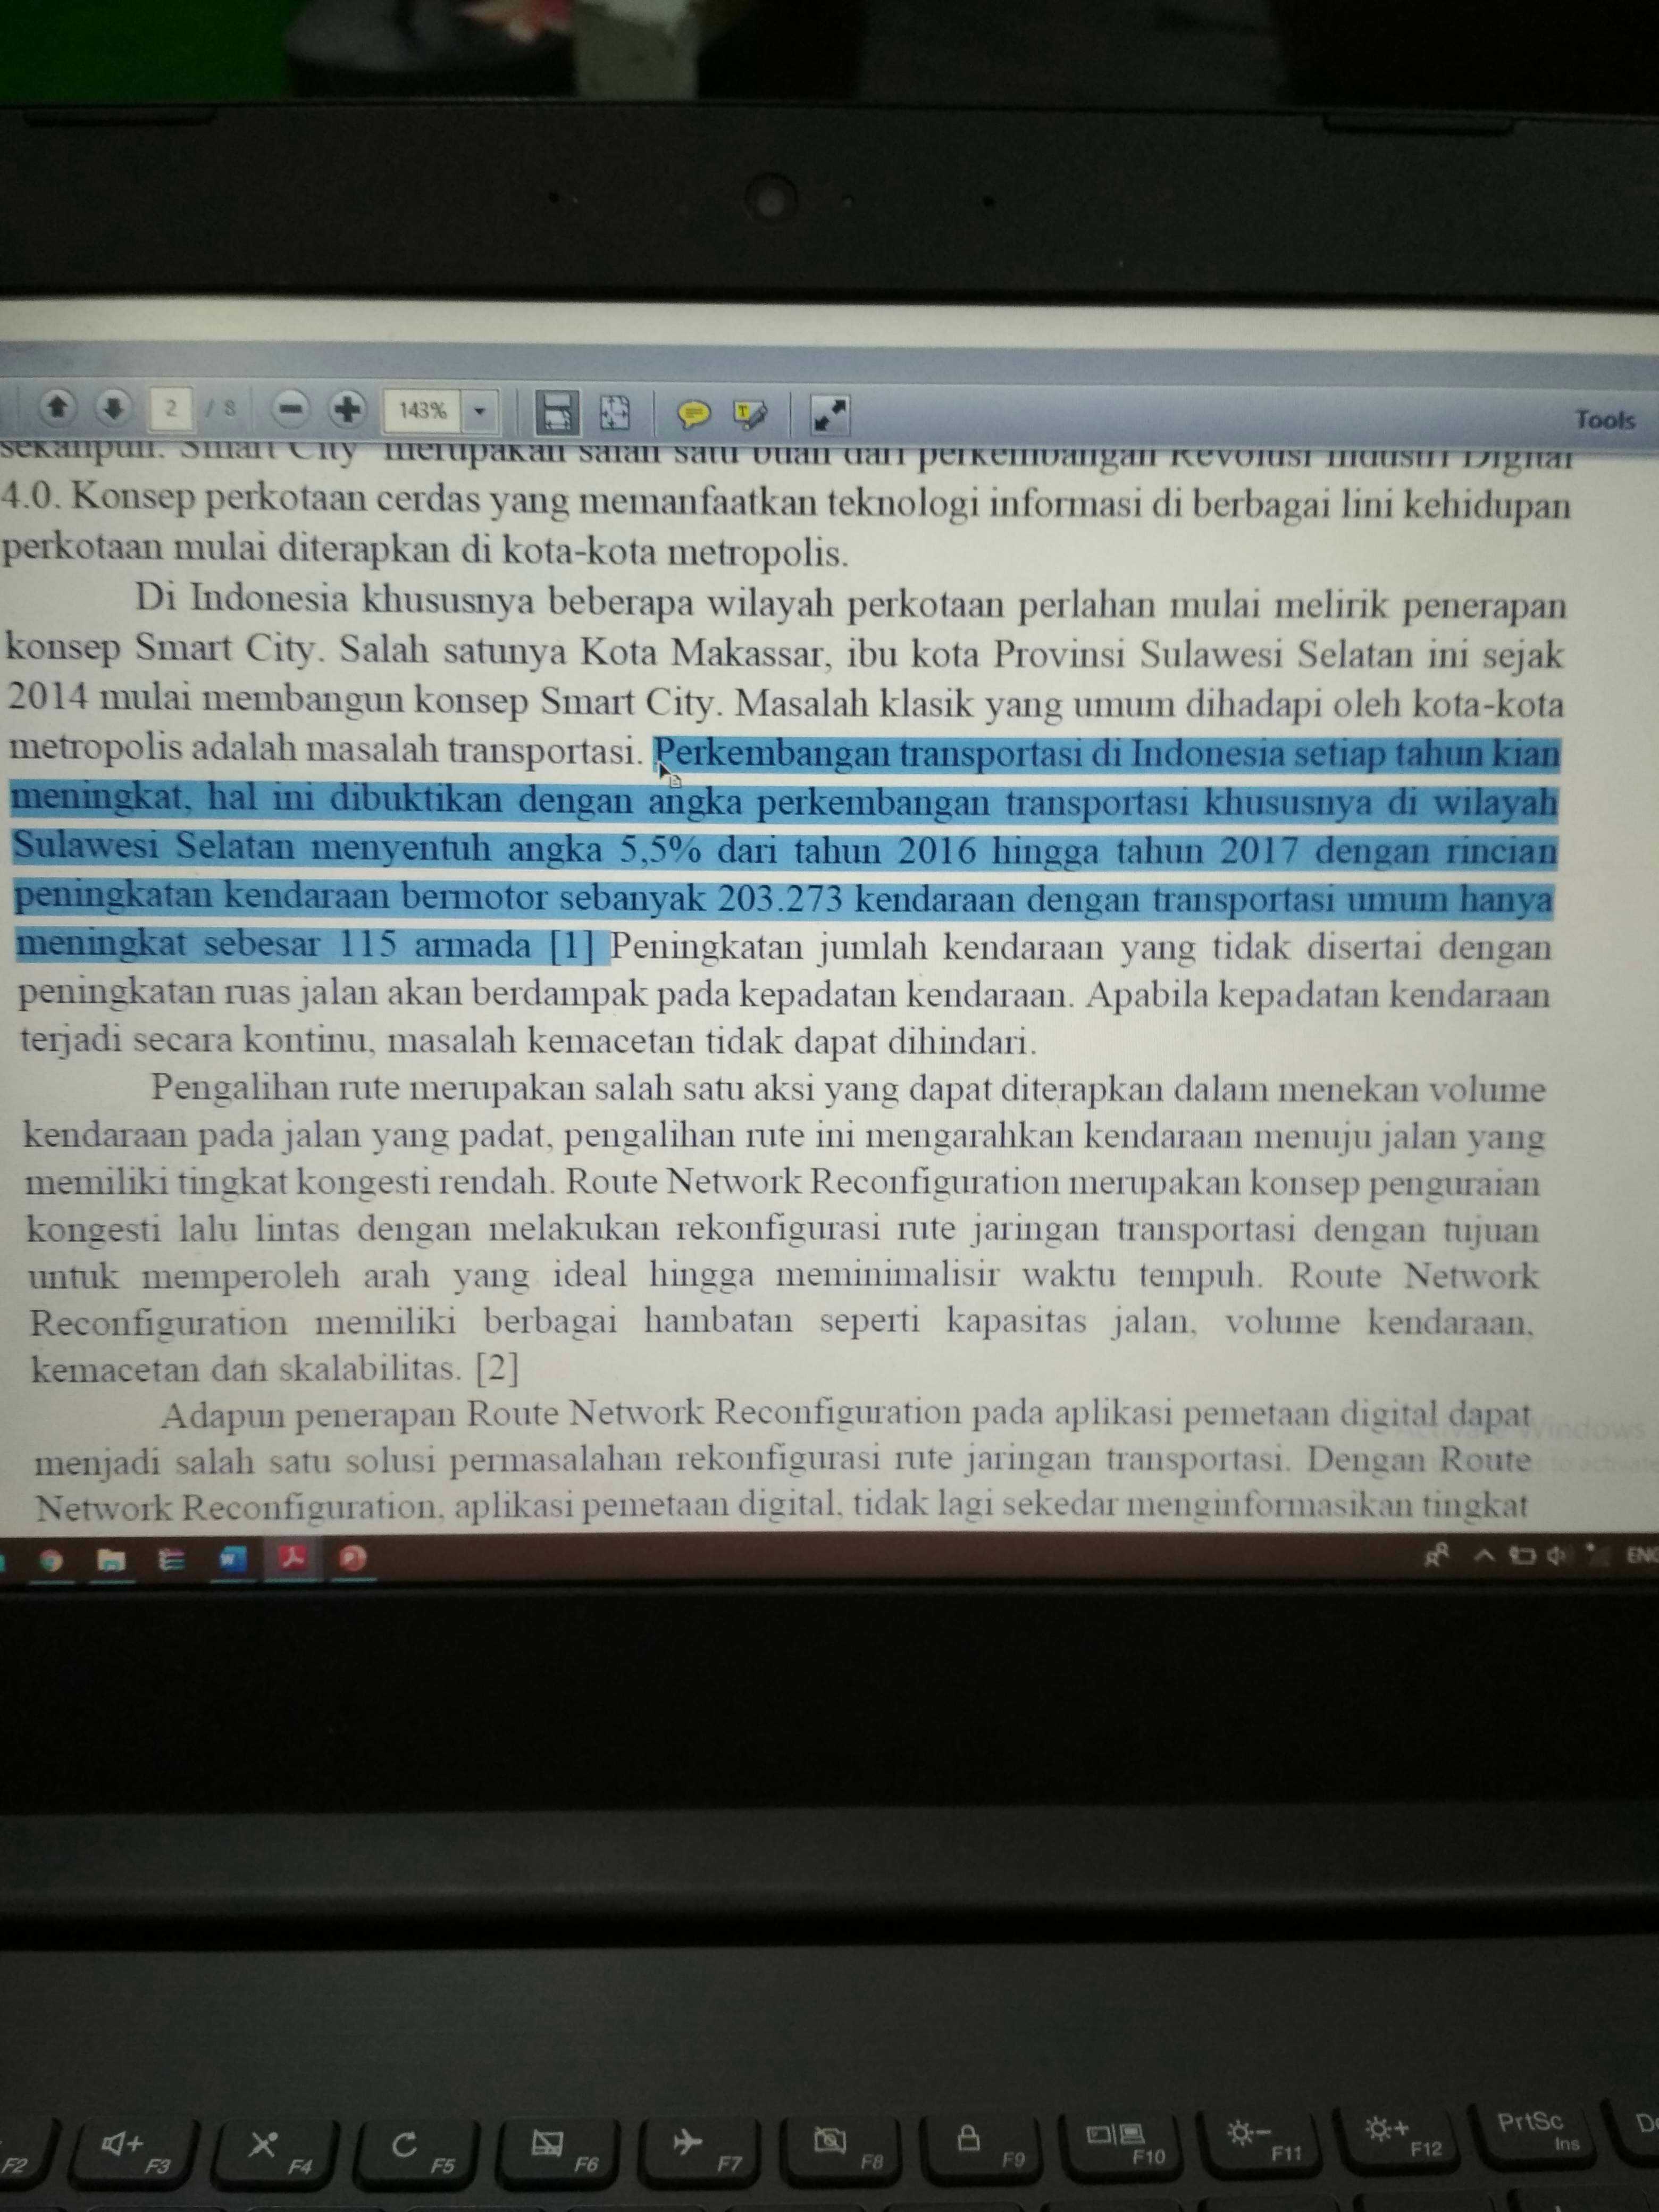 2 / 8
143%
Tools
sekalipun. Smart City merupakan salah satu buah dari perkembangan Revolusi Industri Digital
4.0. Konsep perkotaan cerdas yang memanfaatkan teknologi informasi di berbagai lini kehidupan
perkotaan mulai diterapkan di kota-kota metropolis.
Di Indonesia khususnya beberapa wilayah perkotaan perlahan mulai melirik penerapan
konsep Smart City. Salah satunya Kota Makassar, ibu kota Provinsi Sulawesi Selatan ini sejak
2014 mulai membangun konsep Smart City. Masalah klasik yang umum dihadapi oleh kota-kota
metropolis adalah masalah transportasi. Perkembangan transportasi di Indonesia setiap tahun kian
meningkat, hal ini dibuktikan dengan angka perkembangan transportasi khususnya di wilayah
Sulawesi Selatan menyentuh angka 5,5% dari tahun 2016 hingga tahun 2017 dengan rincian
peningkatan kendaraan bermotor sebanyak 203.273 kendaraan dengan transportasi umum hanya
meningkat sebesar 115 armada [1] Peningkatan jumlah kendaraan yang tidak disertai dengan
peningkatan ruas jalan akan berdampak pada kepadatan kendaraan. Apabila kepadatan kendaraan
terjadi secara kontinu, masalah kemacetan tidak dapat dihindari.
Pengalihan rute merupakan salah satu aksi yang dapat diterapkan dalam menekan volume
kendaraan pada jalan yang padat, pengalihan rute ini mengarahkan kendaraan menuju jalan yang
memiliki tingkat kongesti rendah. Route Network Reconfiguration merupakan konsep penguraian
kongesti lalu lintas dengan melakukan rekonfigurasi rute jaringan transportasi dengan tujuan
untuk memperoleh arah yang ideal hingga meminimalisir waktu tempuh. Route Network
Reconfiguration memiliki berbagai hambatan seperti kapasitas jalan, volume kendaraan,
kemacetan dan skalabilitas. [2]
Adapun penerapan Route Network Reconfiguration pada aplikasi pemetaan digital dapat
menjadi salah satu solusi permasalahan rekonfigurasi rute jaringan transportasi. Dengan Route
Network Reconfiguration, aplikasi pemetaan digital, tidak lagi sekedar menginformasikan tingkat
Activate Windows
to activate
ENG
F2
F3
F4
F5
F6
F7
F8
F9
F10
F11
F12
PrtSc
Ins